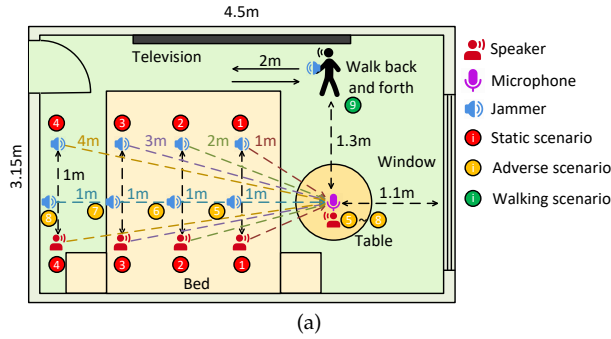 4.5m
3.15m
Television
2m
Walk back
and forth
9
4
3
2
1
4m
3m
2m
1m
1.3m
1m
Window
1m
1m
1m
1m
1.1m
8
7
6
5
5 ~ 8
Table
4
3
2
1
Bed
Speaker
Microphone
Jammer
i Static scenario
i Adverse scenario
i Walking scenario
(a)